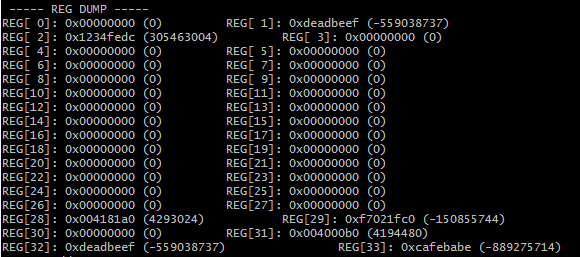 ----- REG DUMP -----
REG[ 0]: 0x00000000 (0) REG[ 1]: 0xdeadbeef (-559038737)
REG[ 2]: 0x1234fedc (305463004) REG[ 3]: 0x00000000 (0)
REG[ 4]: 0x00000000 (0) REG[ 5]: 0x00000000 (0)
REG[ 6]: 0x00000000 (0) REG[ 7]: 0x00000000 (0)
REG[ 8]: 0x00000000 (0) REG[ 9]: 0x00000000 (0)
REG[10]: 0x00000000 (0) REG[11]: 0x00000000 (0)
REG[12]: 0x00000000 (0) REG[13]: 0x00000000 (0)
REG[14]: 0x00000000 (0) REG[15]: 0x00000000 (0)
REG[16]: 0x00000000 (0) REG[17]: 0x00000000 (0)
REG[18]: 0x00000000 (0) REG[19]: 0x00000000 (0)
REG[20]: 0x00000000 (0) REG[21]: 0x00000000 (0)
REG[22]: 0x00000000 (0) REG[23]: 0x00000000 (0)
REG[24]: 0x00000000 (0) REG[25]: 0x00000000 (0)
REG[26]: 0x00000000 (0) REG[27]: 0x00000000 (0)
REG[28]: 0x004181a0 (4293024) REG[29]: 0xf7021fc0 (-150855744)
REG[30]: 0x00000000 (0) REG[31]: 0x004000b0 (4194480)
REG[32]: 0xdeadbeef (-559038737) REG[33]: 0xcafebabe (-889275714)